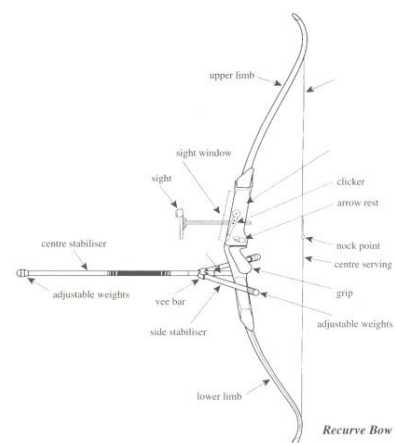 upper limb
sight window
sight
clicker
arrow rest
centre stabiliser
nock point
centre serving
adjustable weights
vee bar
grip
side stabiliser
adjustable weights
lower limb
Recurve Bow